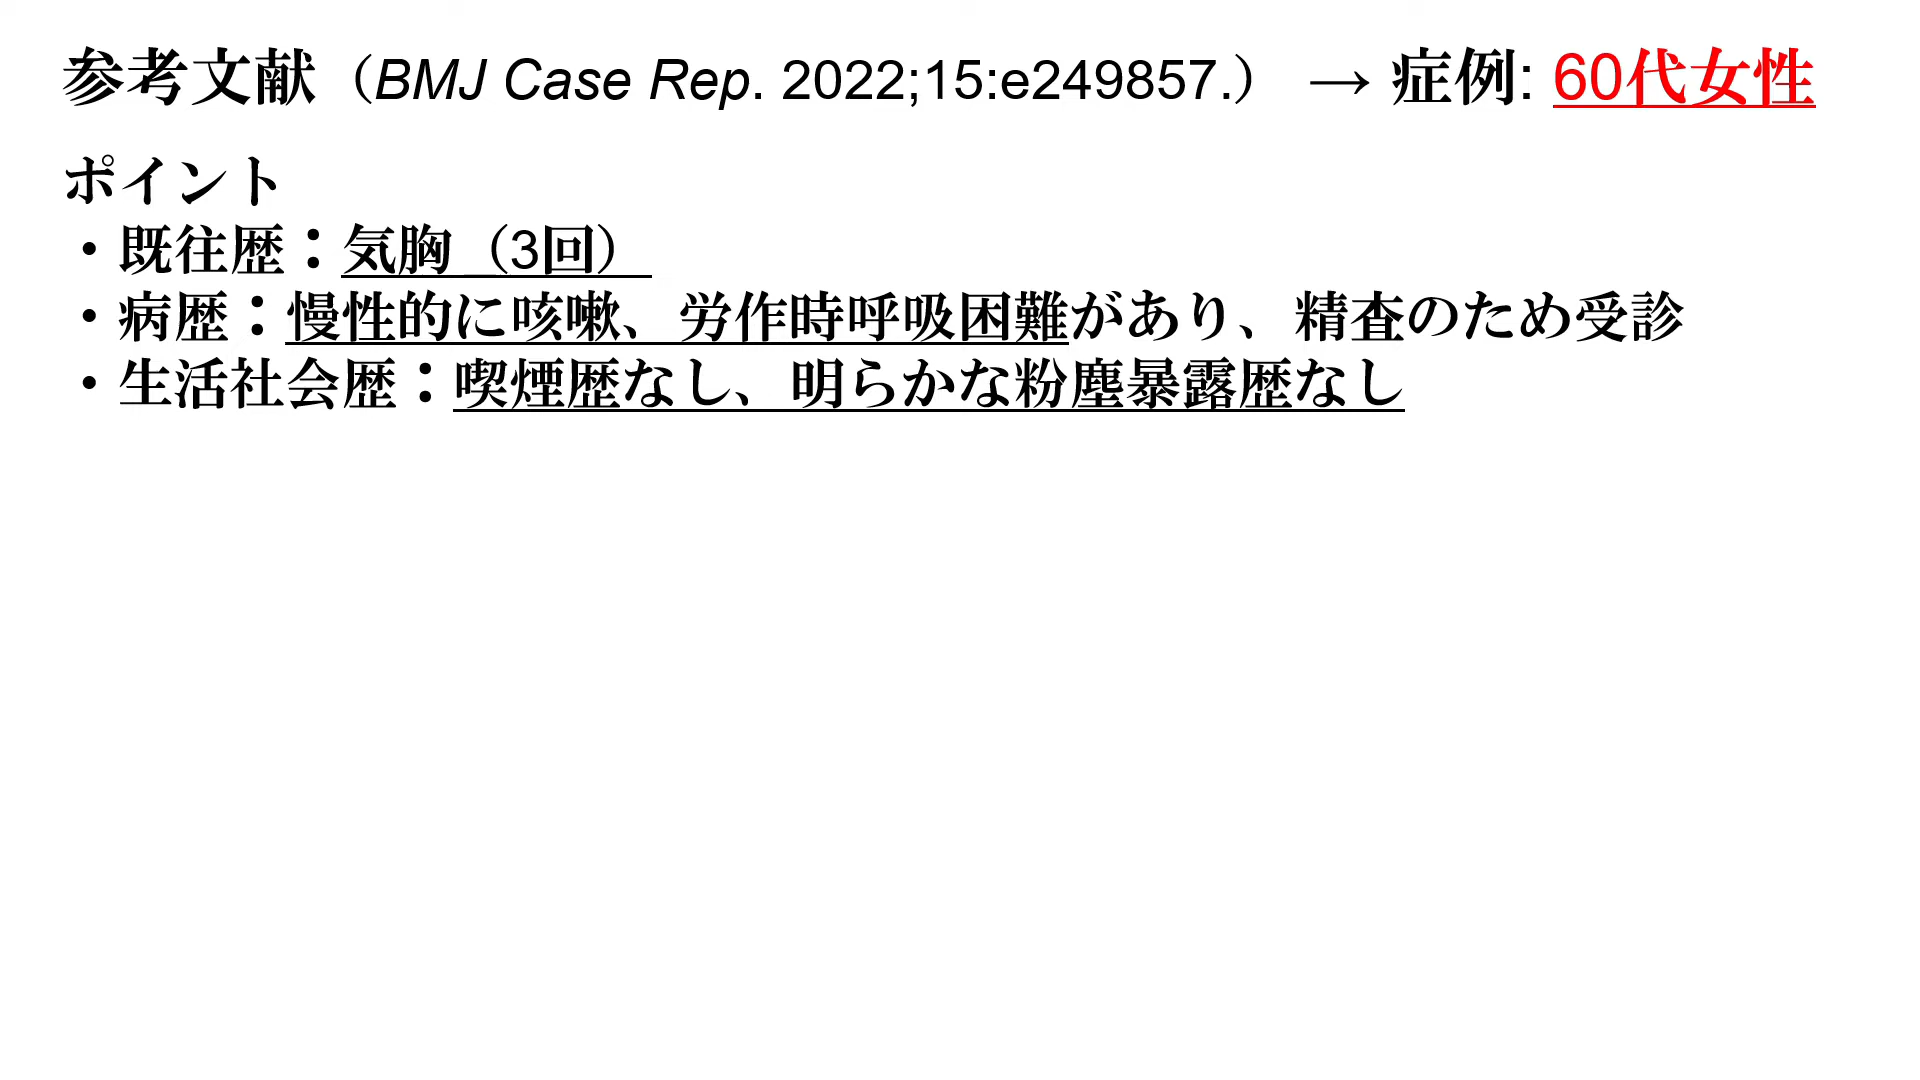 参考文献（BMJ Case Rep. 2022;15:e249857.） → 症例: 60代女性
ポイント
・既往歴：気胸（3回）
・病歴：慢性的に咳嗽、労作時呼吸困難があり、精査のため受診
・生活社会歴：喫煙歴なし、明らかな粉塵暴露歴なし